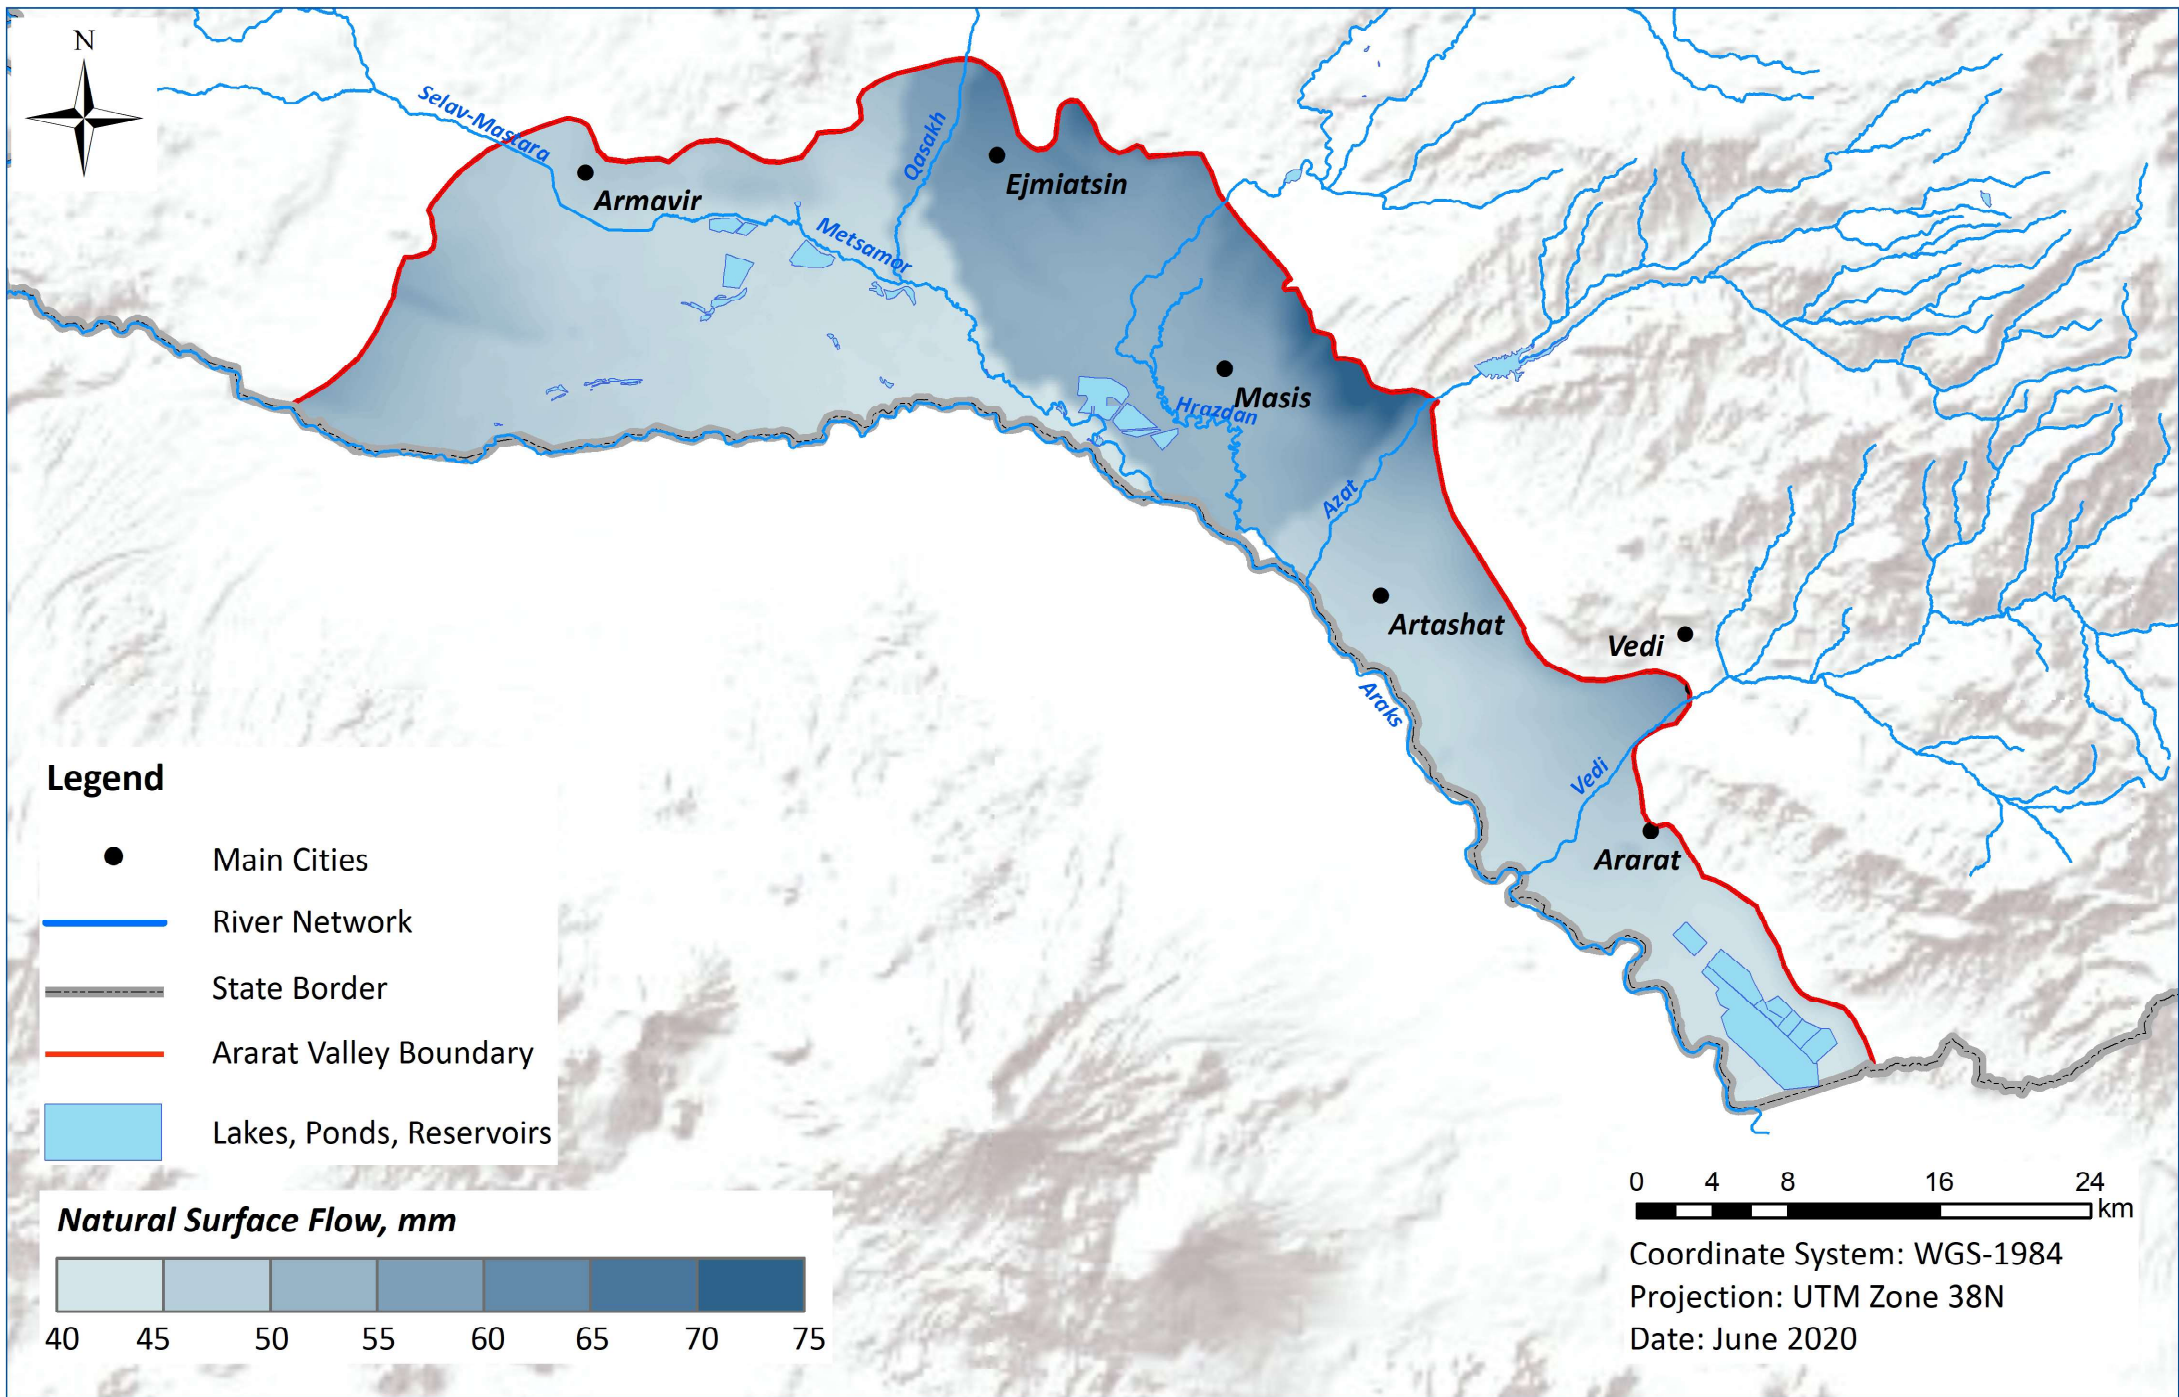 N
Selav-Mastara
Qasakh
Ejmiatsin
Armavir
Metsamor
Masis
Hrazdan
Azat
Artashat
Vedi
Araks
Vedi
Ararat
Legend
Main Cities
River Network
State Border
Ararat Valley Boundary
Lakes, Ponds, Reservoirs
Natural Surface Flow, mm
40 45 50 55 60 65 70 75
0 4 8 16 24
km
Coordinate System: WGS-1984
Projection: UTM Zone 38N
Date: June 2020